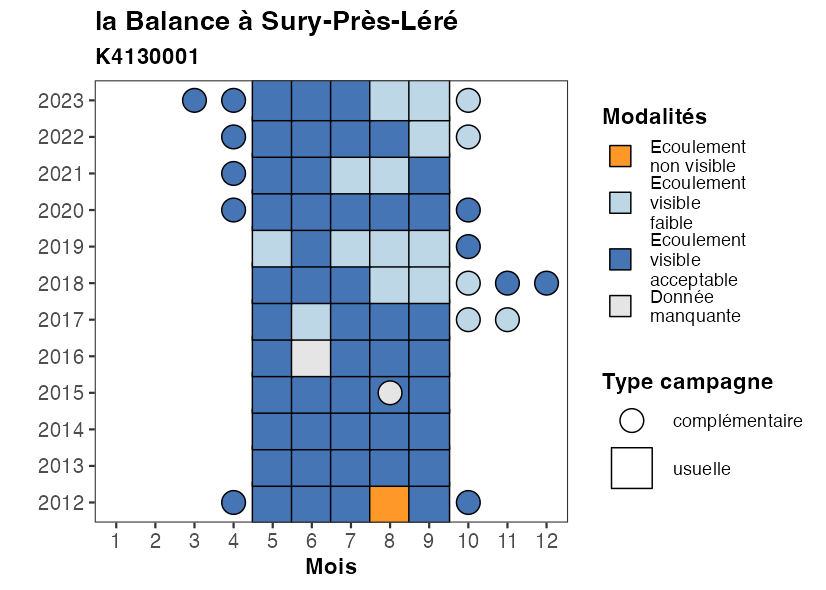 la Balance à Sury-Près-Léré
K4130001
2023
2022
2021
2020
2019
2018
2017
2016
2015
2014
2013
2012
1 2 3 4 5 6 7 8 9 10 11 12
Mois
Modalités
Ecoulement
non visible
Ecoulement
visible
faible
Ecoulement
visible
acceptable
Donnée
manquante
Type campagne
complémentaire
usuelle